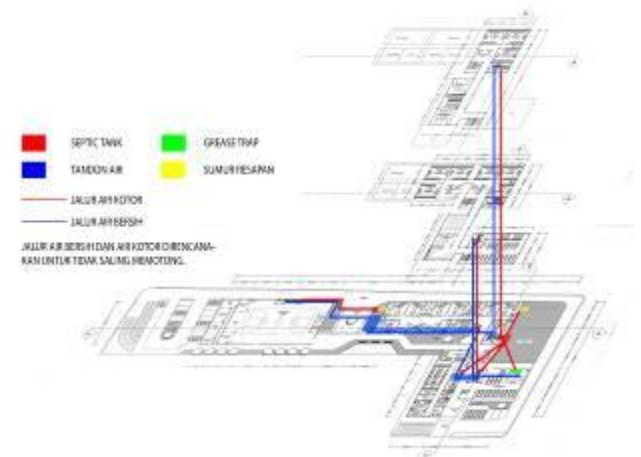 SEPTIC TANK
GREASE TRAP
TANDON AIR
SUMUR RESAPAN
JALUR AIR KOTOR
JALUR AIR BERSIH
JALUR AIR BERSIH DAN AIR KOTOR DIRENCANA-
KAN UNTUK TIDAK SALING MEMOTONG.